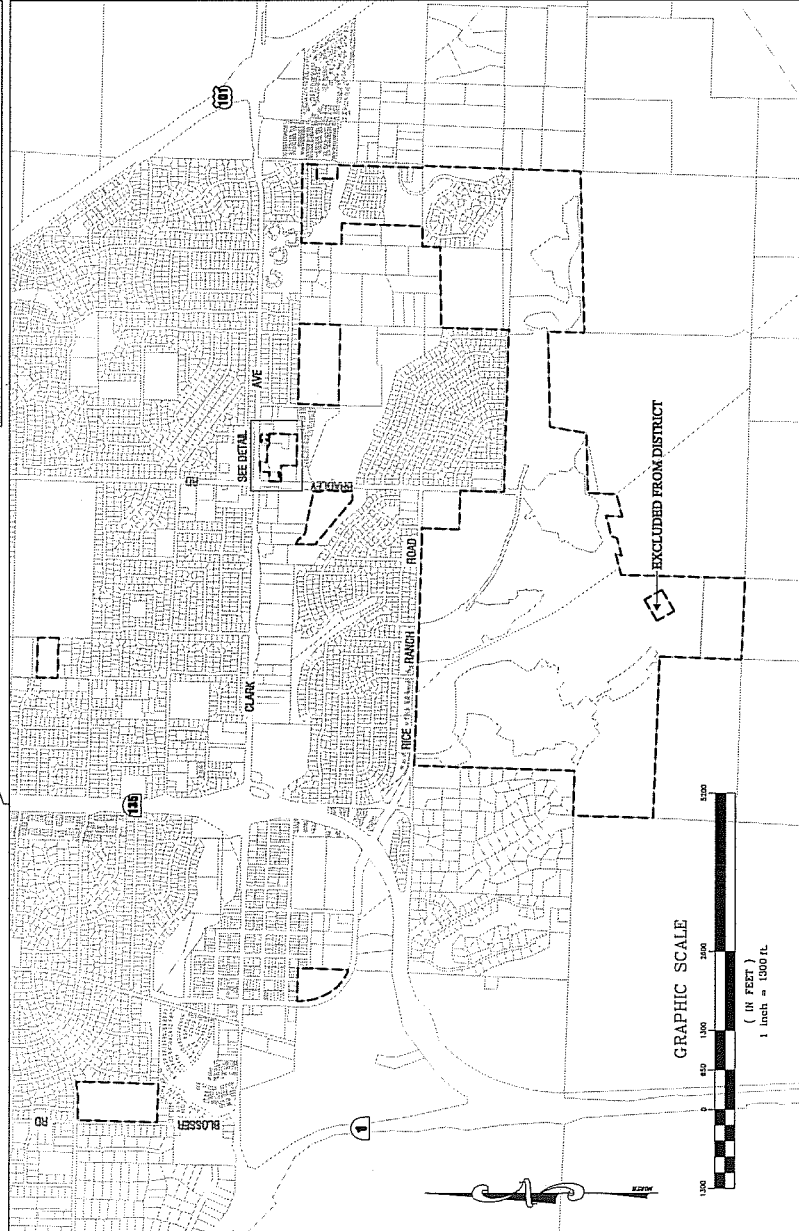 101
CLARK AVE
SEE DETAIL
RD
BRADLEY
135
RICE RANCH ROAD
EXCLUDED FROM DISTRICT
BLOSSER RD
1
GRAPHIC SCALE
1300 0 650 1300 2600 5200
( IN FEET )
1 inch = 1300 ft.
NORTH